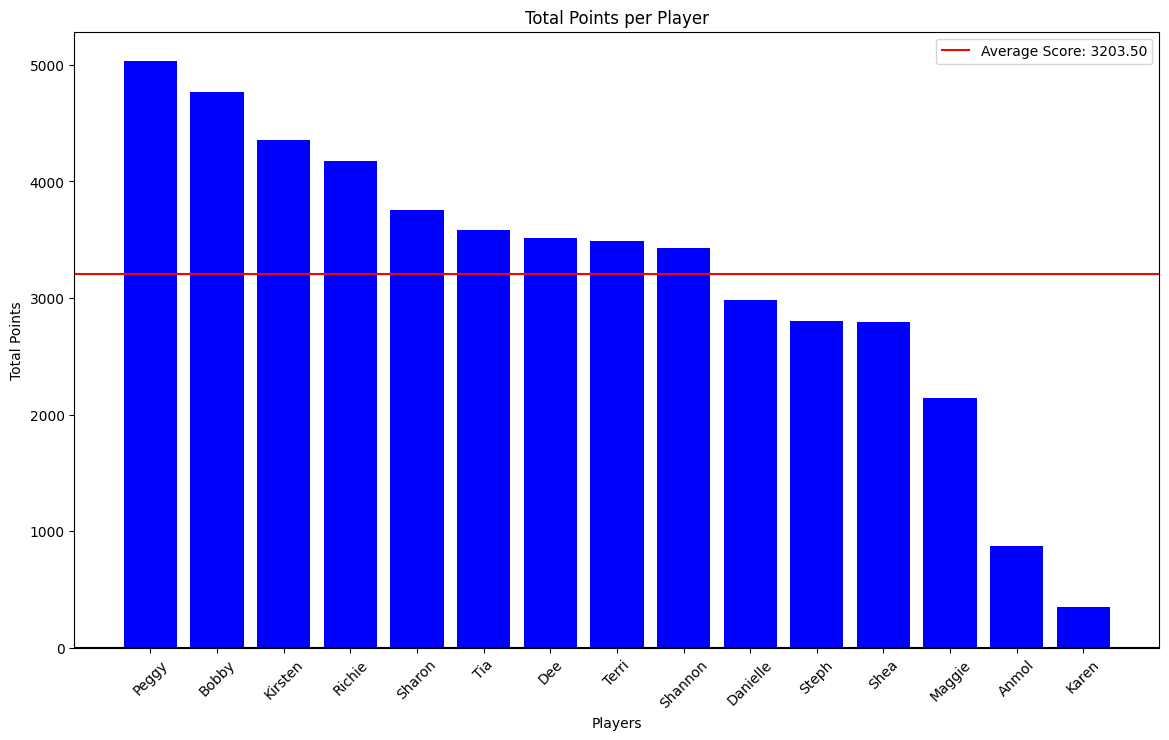 Total Points per Player
Average Score: 3203.50
Total Points
5000
4000
3000
2000
1000
0
Peggy
Bobby
Kirsten
Richie
Sharon
Tia
Dee
Terri
Shannon
Danielle
Steph
Shea
Maggie
Anmol
Karen
Players